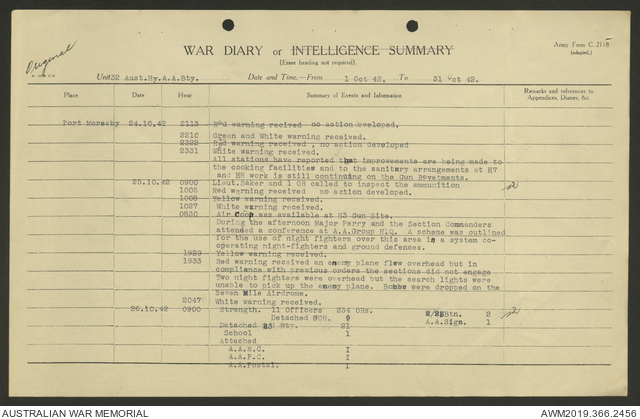 Original
Army Form C. 2118
(adapted.)
WAR DIARY or INTELLIGENCE SUMMARY
(Erase heading not required).
Unit 32 Aust.Hy.A.A.Bty. Date and Time.—From 1 Oct 42. To 31 Oct 42.
Place Date Hour Summary of Events and Information Remarks and references to
Appendices, Diaries, &c.
Port Moresby 24.10.42 2113 Red warning recived no action eveloped.
2210 Green and White warning received.
2322 Red warning received , no action developed
2331 White warning received.
All stations have reported that improvements are being made to
the cooking facilities and to the sanitary arrangements at H7
and H8 work is still continuing on the Gun Revetments.
25.10.42 0900 Lieut.Baker and 1 OR called to inspect the ammunition
1005 Red werning received no action developed
1008 Yellow warning received.
1027 White warning received.
0830 Air Coop was available at H3 Gun Site.
During the afternoon Major Ferry and the Section Commanders
attended a conference at A.A.Group H.Q. A scheme was outlined
for the use of night fighters over this area in a system co-
operating night-fighters and ground defences.
1929 Yellow warning received.
1933 Red warning received an enemy plane flew overhead but in
compliance with previous orders the sections did not engage
Two night fighters were overhead but the search lights were
unable to pick up the enemy plane. Bombs were dropped on the
Seven Mile Airdrome.
2047 White warning received.
26.10.42 0900 Strength. 11 Officers 234 ORs. 2/22Btn. 2
Detached OR. 9 A.A.Sign. 1
Detached 23 Bty. 21
School 1
Attached
A.A.M.C. I
A.A.P.C. I
A.A.Postal. I
AUSTRALIAN WAR MEMORIAL AWM2019.366.2456